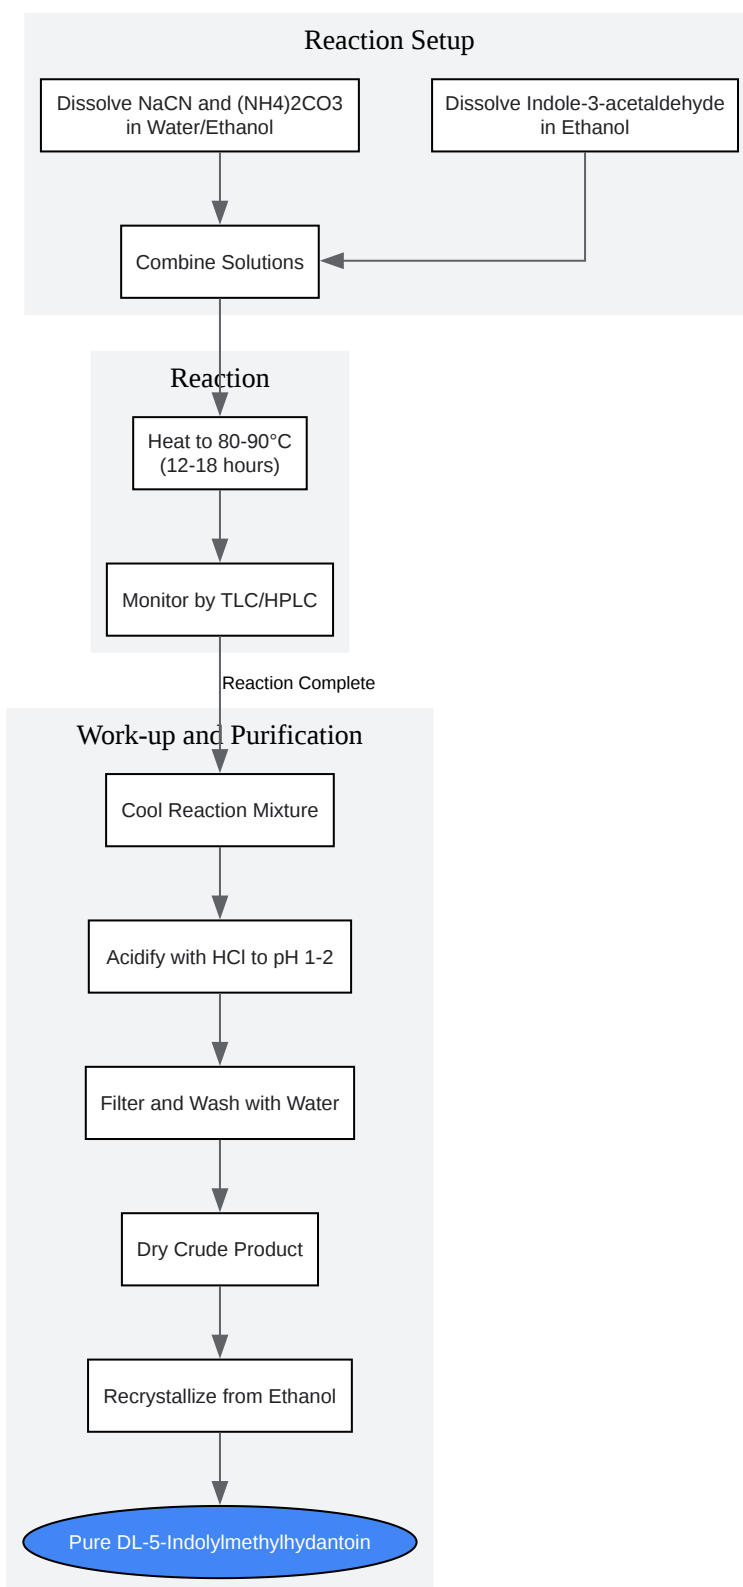 Reaction Setup
Dissolve NaCN and (NH4)2CO3
in Water/Ethanol
Dissolve Indole-3-acetaldehyde
in Ethanol
Combine Solutions
Reaction
Heat to 80-90°C
(12-18 hours)
Monitor by TLC/HPLC
Reaction Complete
Work-up and Purification
Cool Reaction Mixture
Acidify with HCl to pH 1-2
Filter and Wash with Water
Dry Crude Product
Recrystallize from Ethanol
Pure DL-5-Indolylmethylhydantoin